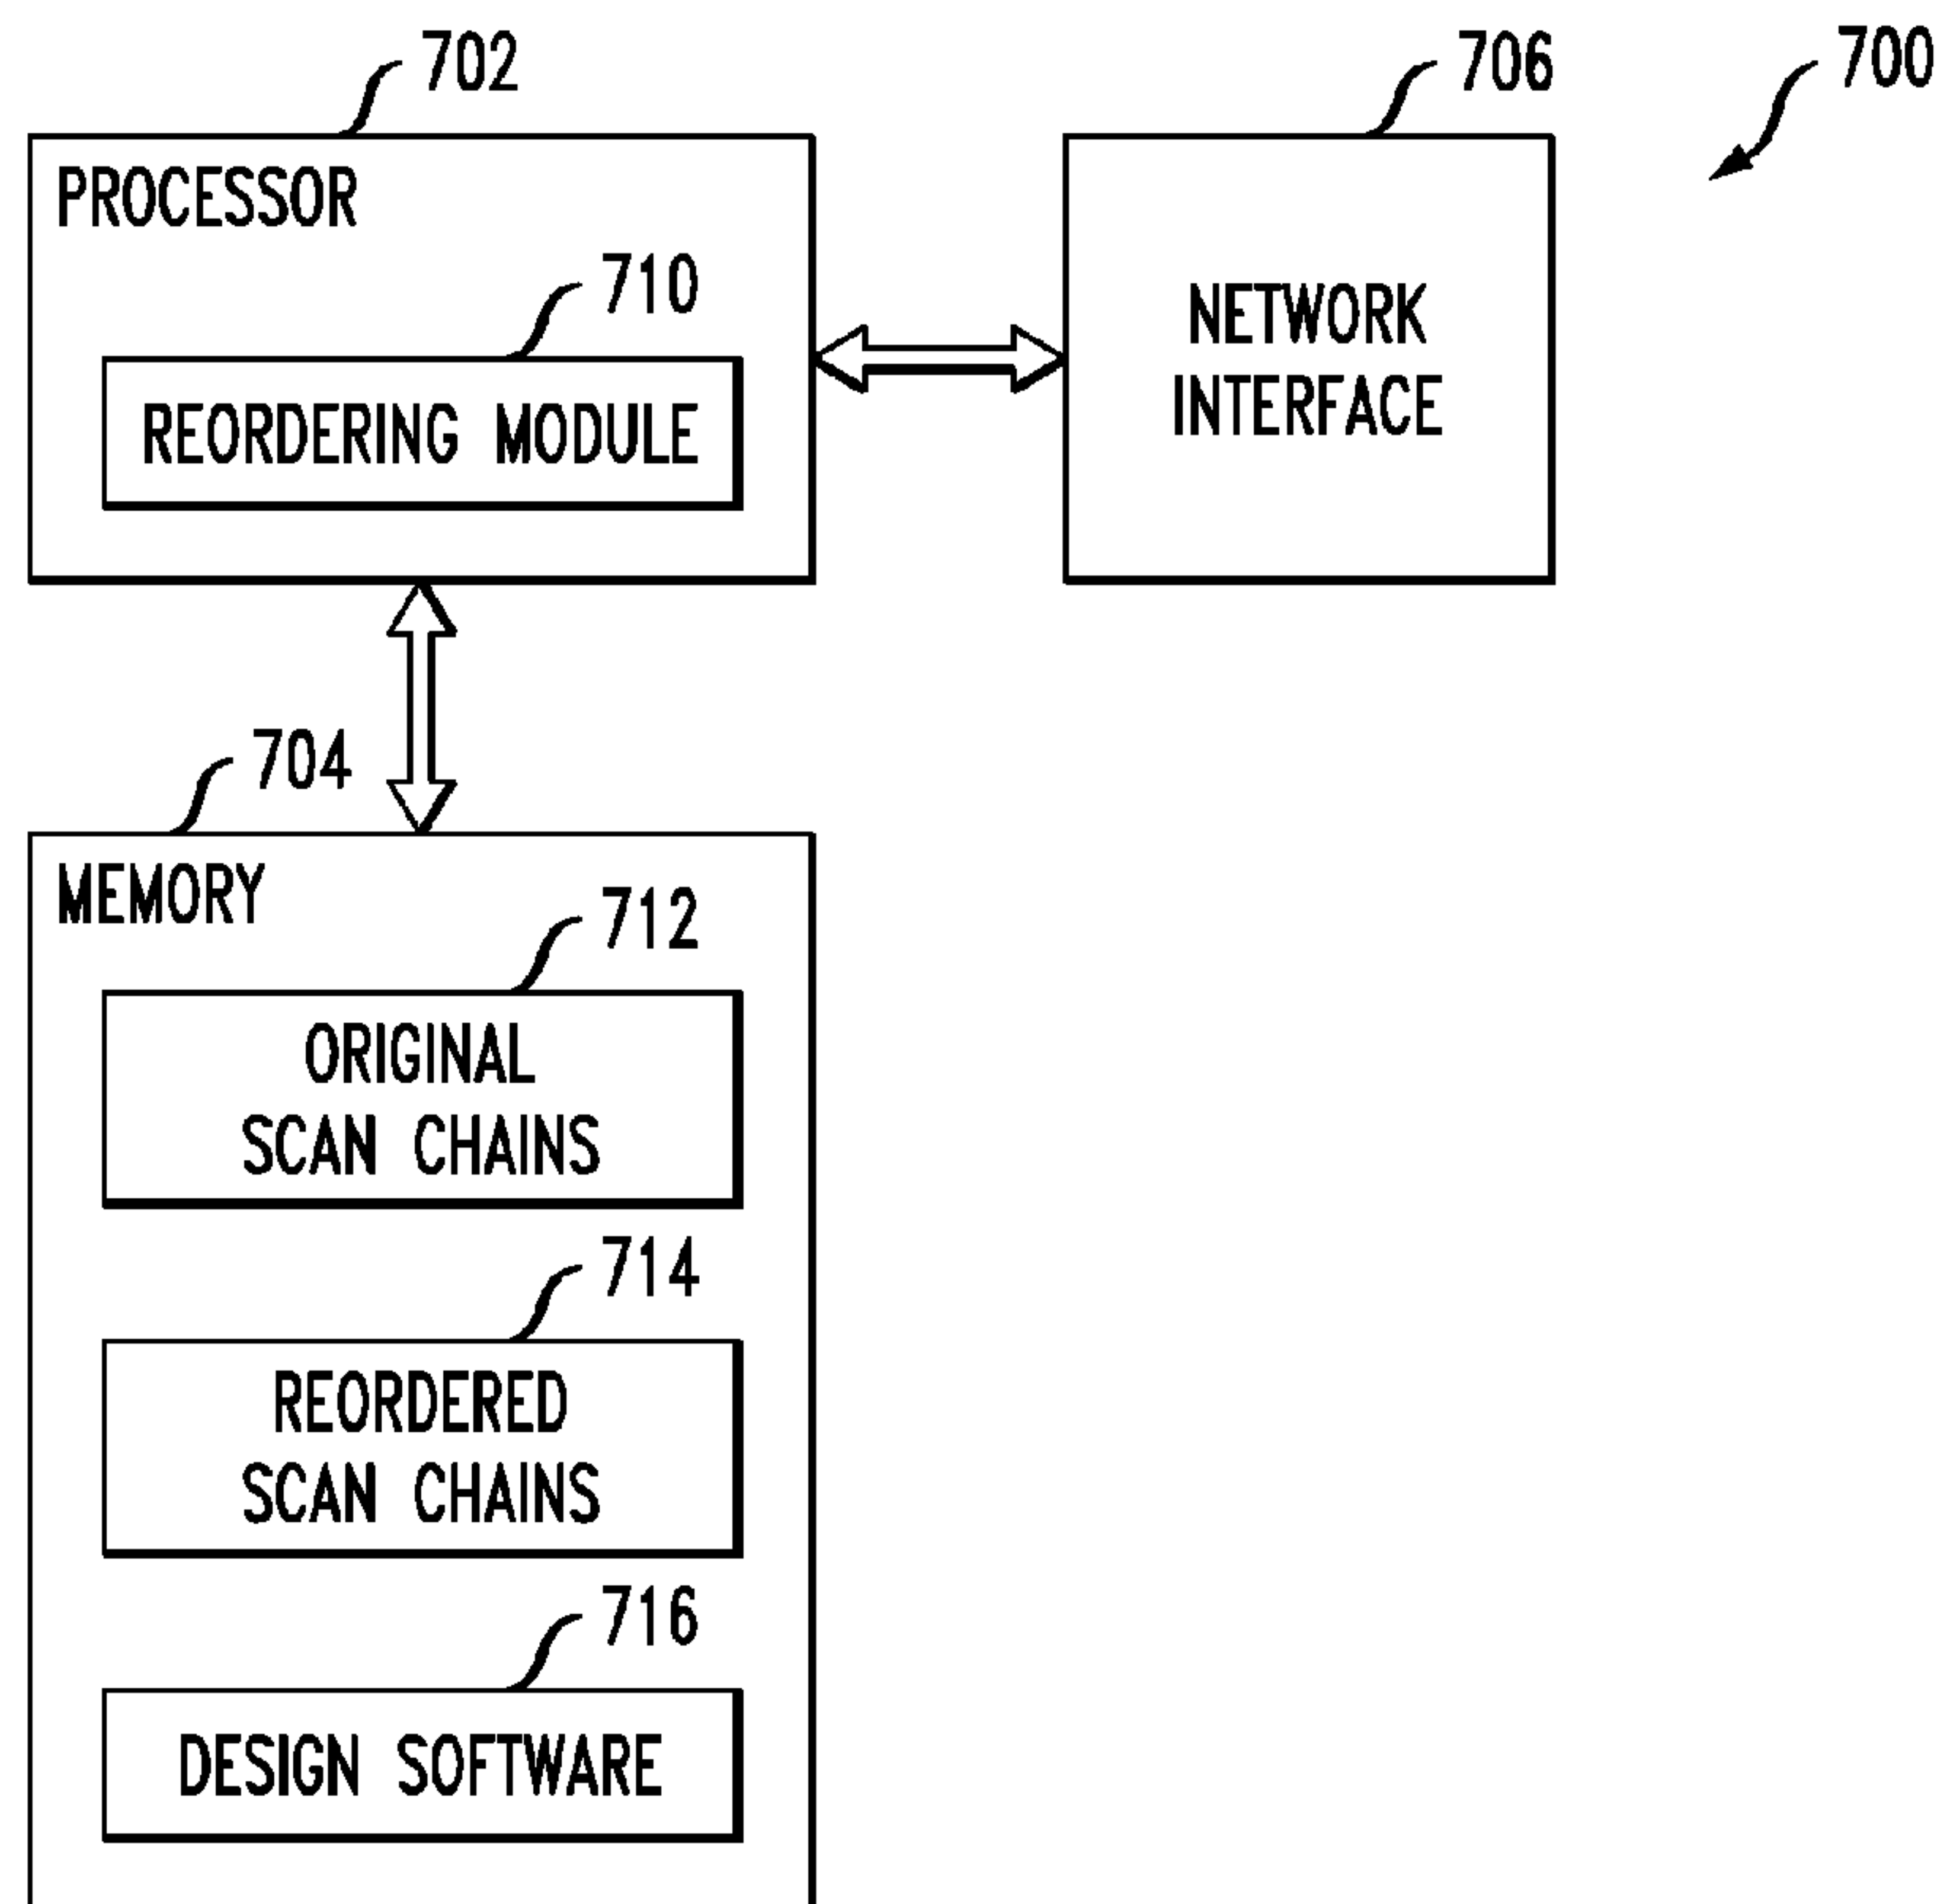 702
706
700
PROCESSOR
710
REORDERING MODULE
NETWORK
INTERFACE
704
MEMORY
712
ORIGINAL
SCAN CHAINS
714
REORDERED
SCAN CHAINS
716
DESIGN SOFTWARE